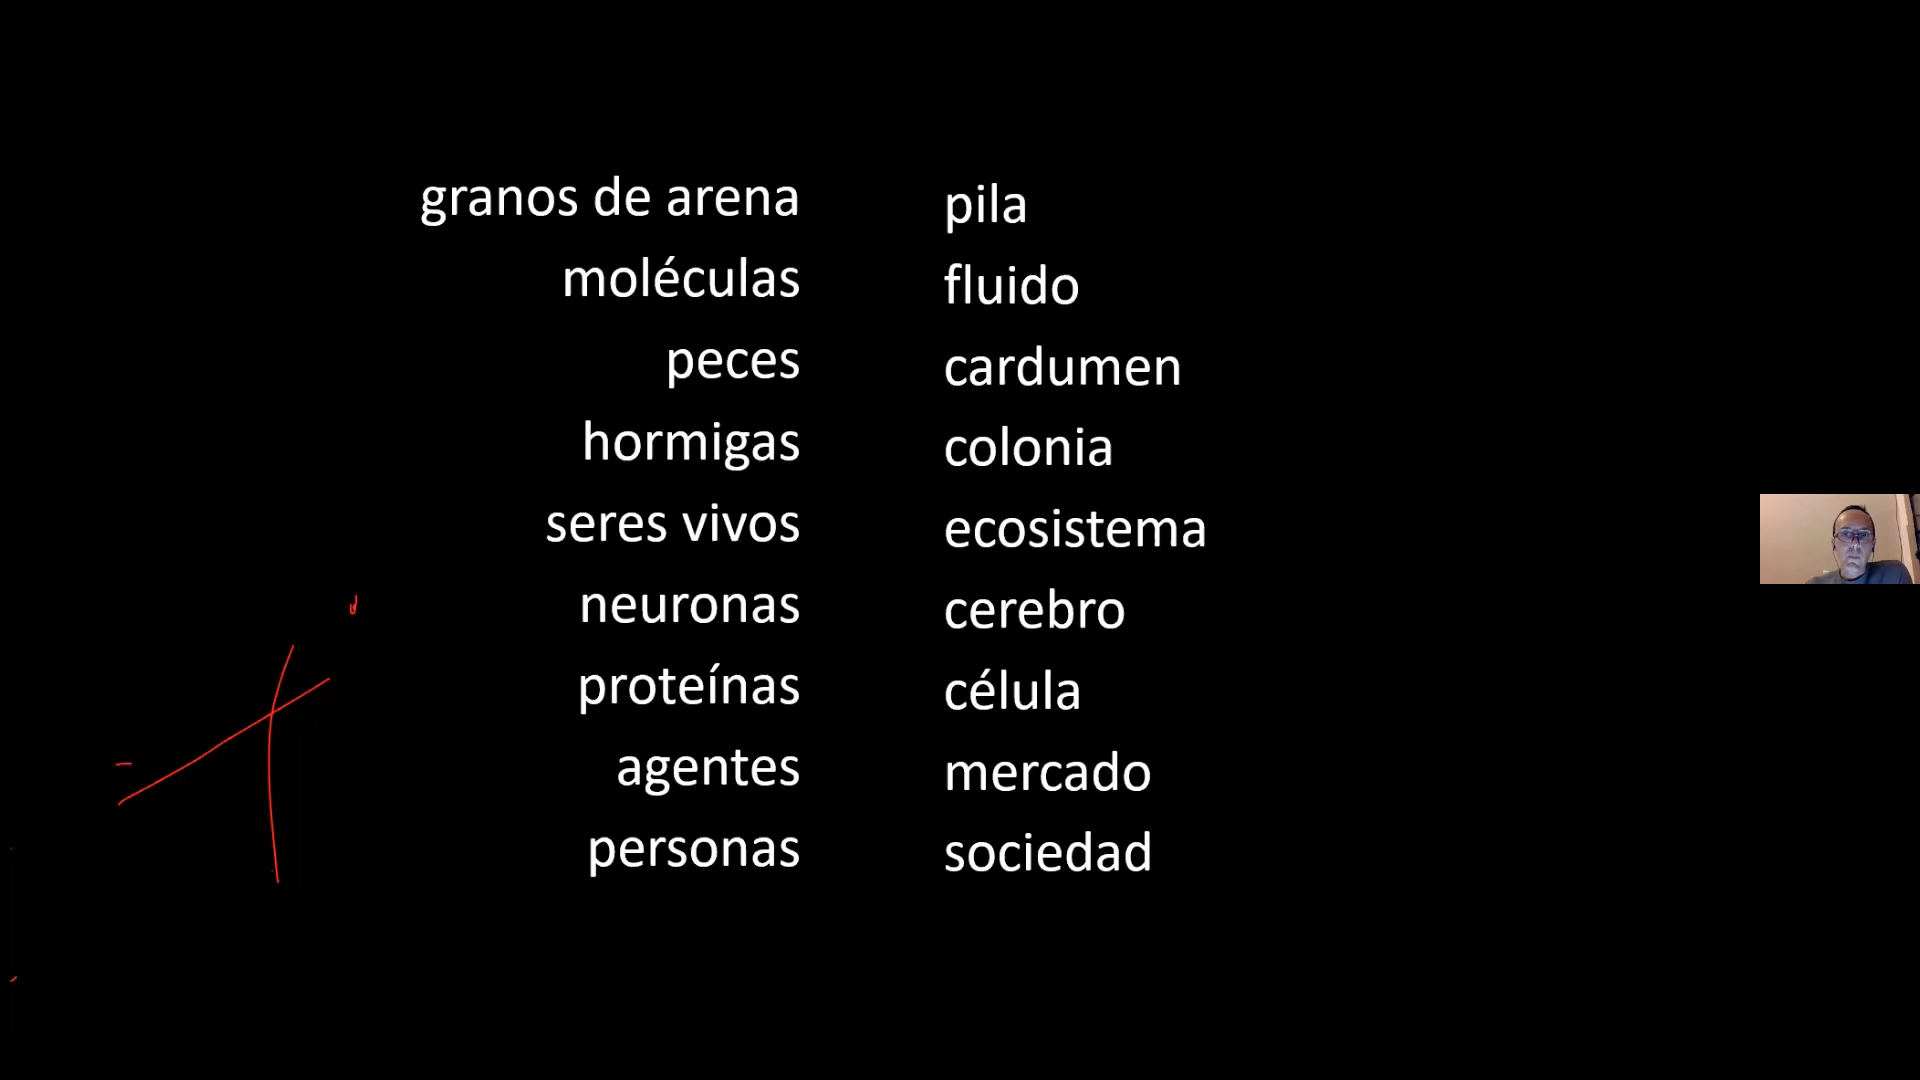 granos de arena pila
moléculas fluido
peces cardumen
hormigas colonia
seres vivos ecosistema
neuronas cerebro
proteínas célula
agentes mercado
personas sociedad